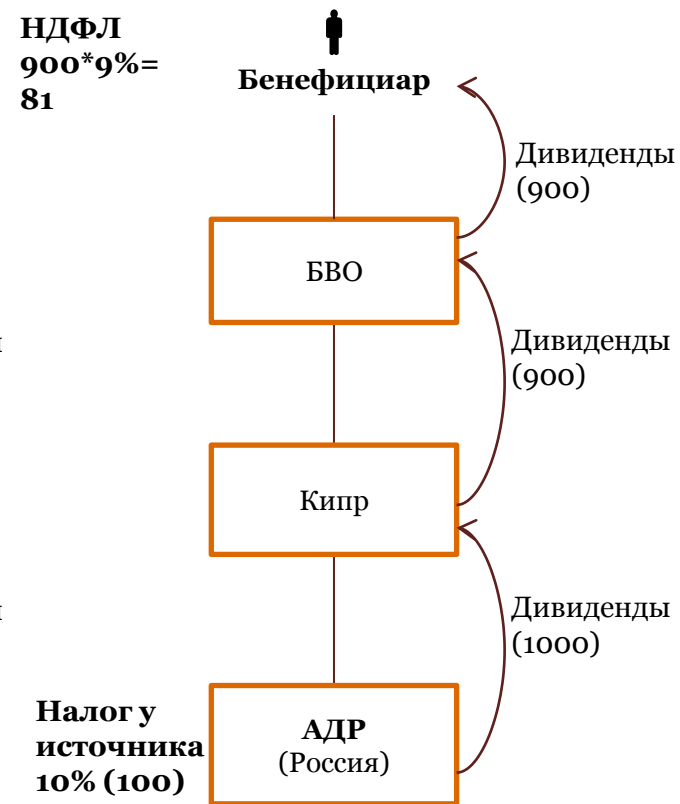 НДФЛ
900*9%=
81
Бенефициар
Дивиденды
(900)
БВО
Дивиденды
(900)
Кипр
Дивиденды
(1000)
Налог у
источника
10% (100)
АДР
(Россия)